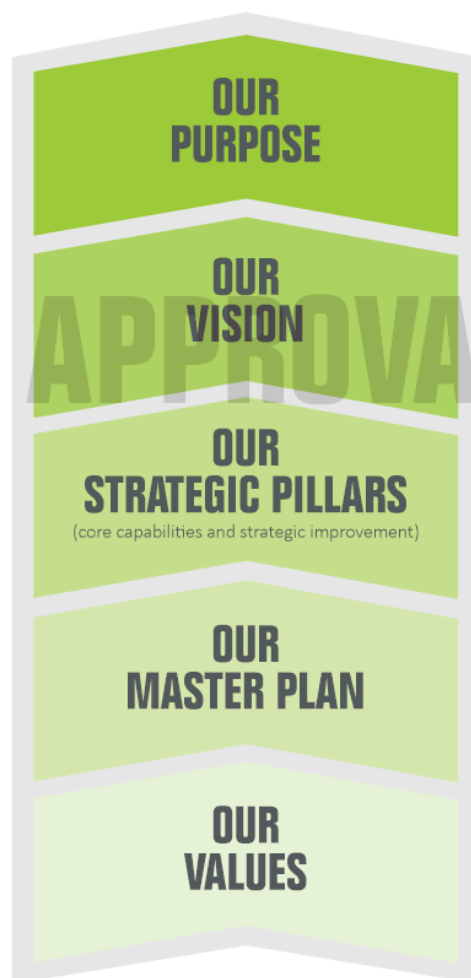 OUR
PURPOSE
OUR
VISION
APPROVA
OUR
STRATEGIC PILLARS
(core capabilities and strategic improvement)
OUR
MASTER PLAN
OUR
VALUES